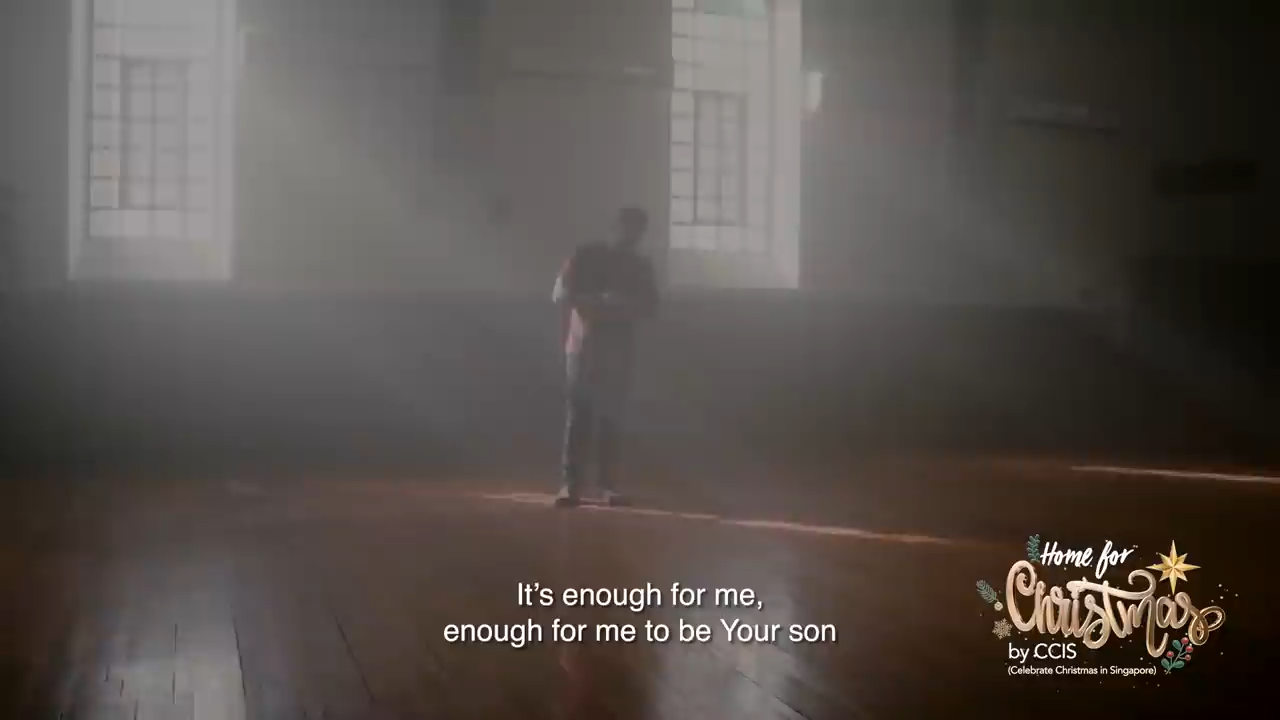 It’s enough for me,
enough for me to be Your son
Home for
Christmas
by CCIS
(Celebrate Christmas in Singapore)